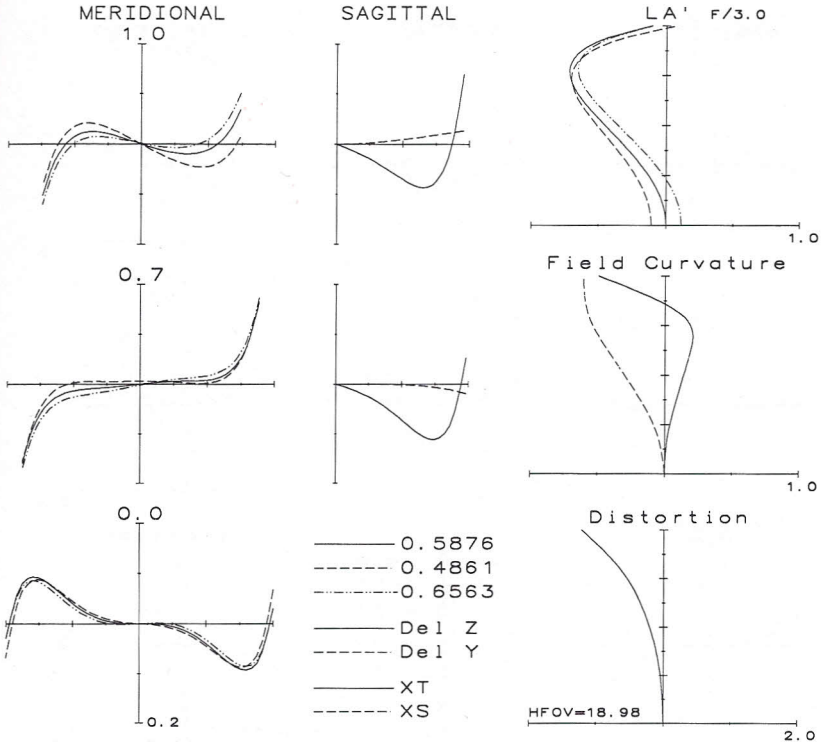 MERIDIONAL
1.0
SAGITTAL
LA' F/3.0
1.0
0.7
Field Curvature
1.0
0.0
0.2
0.5876
0.4861
0.6563
Del Z
Del Y
XT
XS
Distortion
HFOV=18.98
2.0